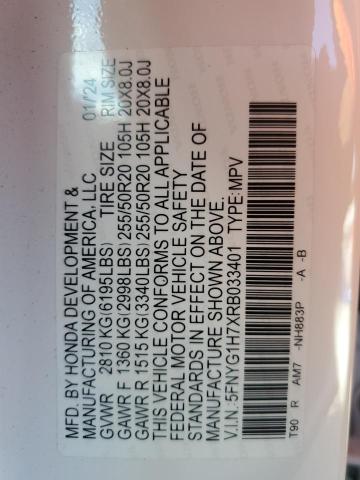 MFD. BY HONDA DEVELOPMENT &
MANUFACTURING OF AMERICA, LLC 01/24
GVWR 2810 KG(6195LBS) TIRE SIZE RIM SIZE
GAWR F 1360 KG(2988LBS) 255/50R20 105H 20X8.0J
GAWR R 1515 KG(3340LBS) 255/50R20 105H 20X8.0J
THIS VEHICLE CONFORMS TO ALL APPLICABLE
FEDERAL MOTOR VEHICLE SAFETY
STANDARDS IN EFFECT ON THE DATE OF
MANUFACTURE SHOWN ABOVE.
V.I.N.:5FNYG1H7XRB033401 TYPE:MPV
T90 R AM7 -NH883P -A -B